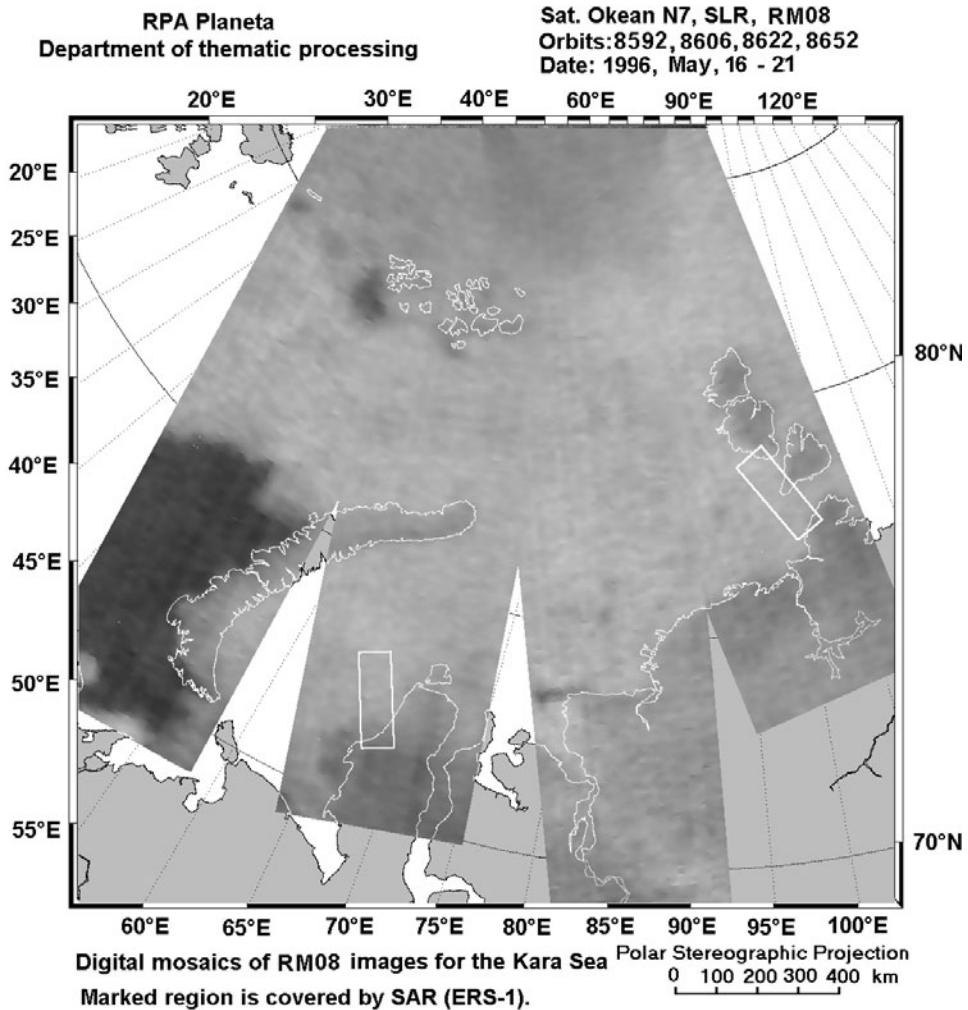 RPA Planeta
Department of thematic processing
Sat. Okean N7, SLR, RM08
Orbits:8592, 8606, 8622, 8652
Date: 1996, May, 16 - 21
20°E 30°E 40°E 60°E 90°E 120°E
20°E
25°E
30°E
35°E
40°E
45°E
50°E
55°E
80°N
70°N
60°E 65°E 70°E 75°E 80°E 85°E 90°E 95°E 100°E
Digital mosaics of RM08 images for the Kara Sea
Marked region is covered by SAR (ERS-1).
Polar Stereographic Projection
0 100 200 300 400 km